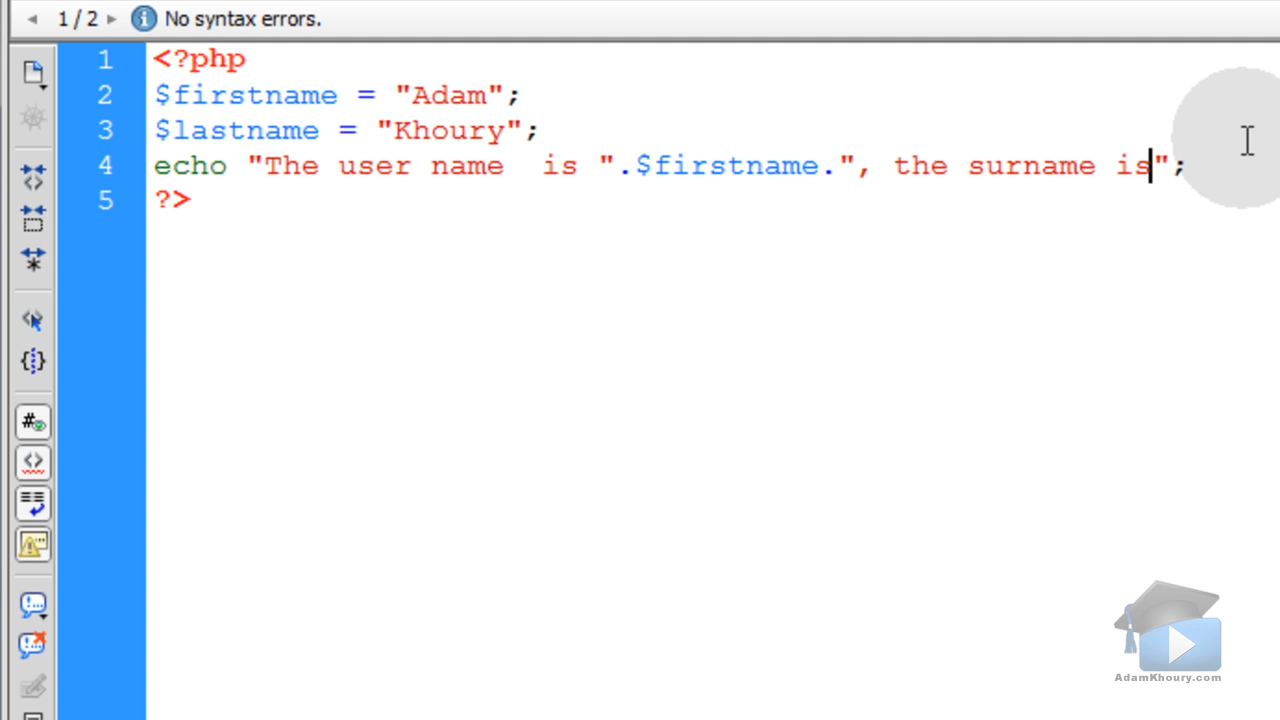 1 / 2 No syntax errors.
1 <?php
2 $firstname = "Adam";
3 $lastname = "Khoury";
4 echo "The user name  is ".$firstname.", the surname is";
5 ?>
AdamKhoury.com